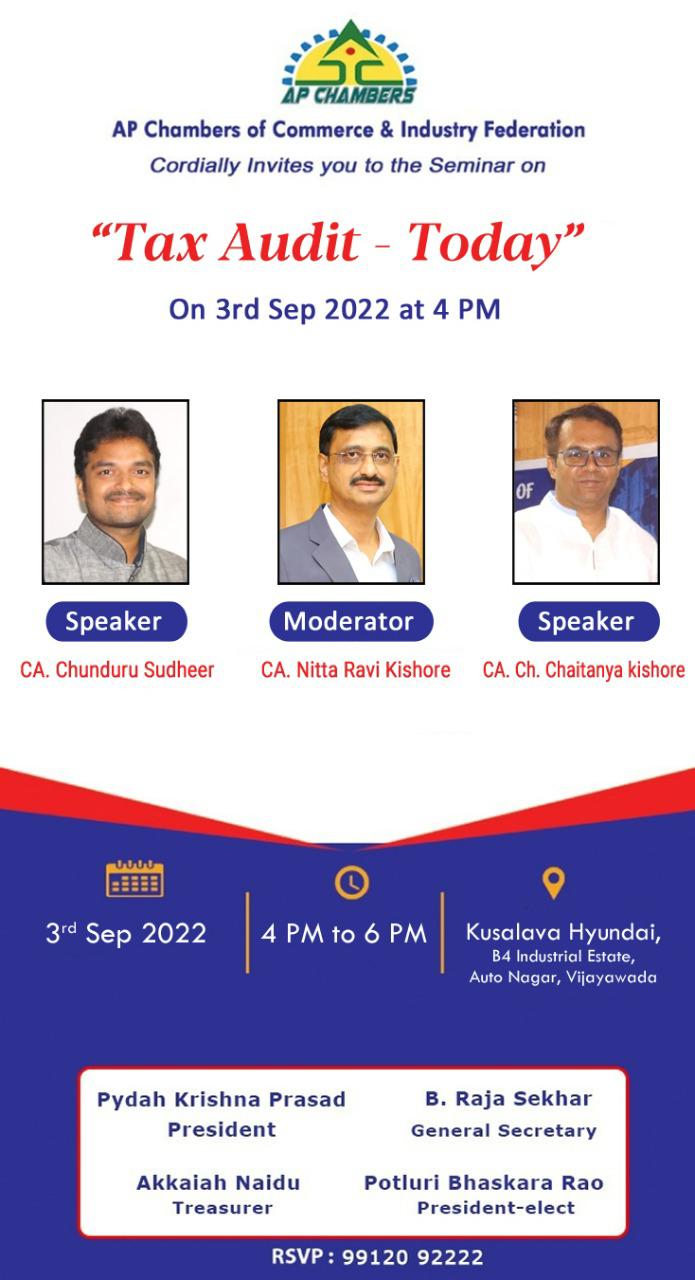 AP CHAMBERS
AP Chambers of Commerce & Industry Federation
Cordially Invites you to the Seminar on
“Tax Audit - Today”
On 3rd Sep 2022 at 4 PM
OF
Speaker
Moderator
Speaker
CA. Chunduru Sudheer
CA. Nitta Ravi Kishore
CA. Ch. Chaitanya kishore
3rd Sep 2022
4 PM to 6 PM
Kusalava Hyundai,
B4 Industrial Estate,
Auto Nagar, Vijayawada
Pydah Krishna Prasad
President
B. Raja Sekhar
General Secretary
Akkaiah Naidu
Treasurer
Potluri Bhaskara Rao
President-elect
RSVP : 99120 92222